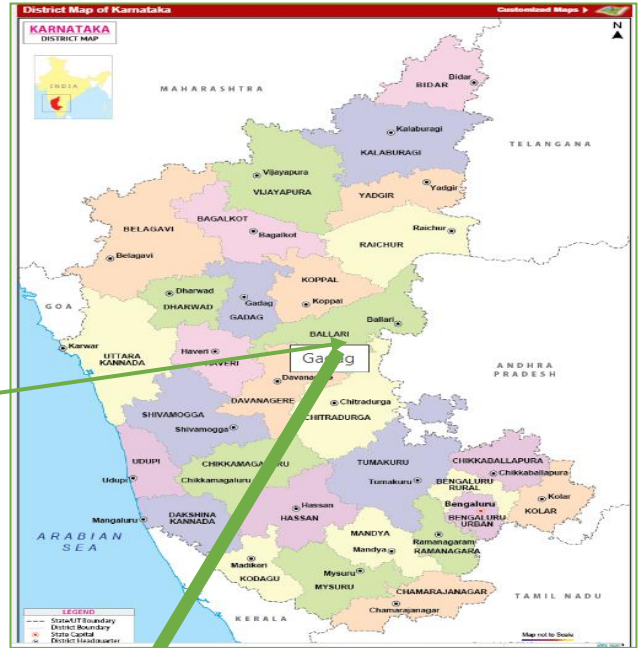 District Map of Karnataka
Customized Maps
KARNATAKA
DISTRICT MAP
N
INDIA
MAHARASHTRA
Bidar
BIDAR
Kalaburagi
KALABURAGI
TELANGANA
Vijayapura
VIJAYAPURA
YADGIR
Yadgir
BELAGAVI
BAGALKOT
Bagalkot
Raichur
RAICHUR
Belagavi
KOPPAL
Dharwad
DHARWAD
Gadag
GADAG
Koppal
GOA
Ballari
BALLARI
Karwar
UTTARA
KANNADA
Haveri
Gadag
ANDHRA
PRADESH
DAVANAGERE
Chitradurga
CHITRADURGA
SHIVAMOGGA
Shivamogga
UDUPI
Udupi
Chikkamagaluru
TUMAKURU
Tumakuru
CHIKKABALLAPURA
Chikkaballapura
BENGALURU
RURAL
Bengaluru
BENGALURU
URBAN
Kolar
KOLAR
Mangaluru
DAKSHINA
KANNADA
Hassan
HASSAN
ARABIAN
SEA
MANDYA
Mandya
Ramanagaram
RAMANAGARA
Madikeri
KODAGU
Mysuru
MYSURU
CHAMARAJANAGAR
Chamarajanagar
KERALA
TAMIL NADU
LEGEND
State/UT Boundary
District Boundary
State Capital
District Headquarter
Map not to Scale